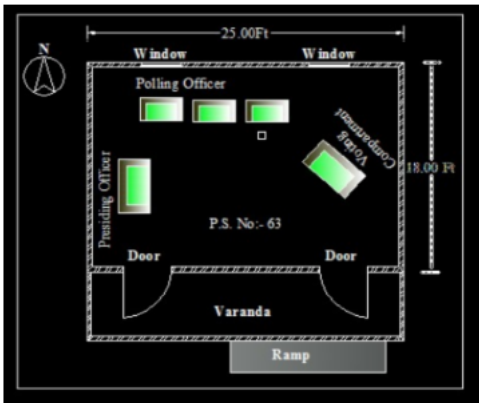 25.00Ft
N
Window
Window
Polling Officer
Voting
Compartment
18.00 Ft
Presiding Officer
P.S. No:- 63
Door
Door
Varanda
Ramp